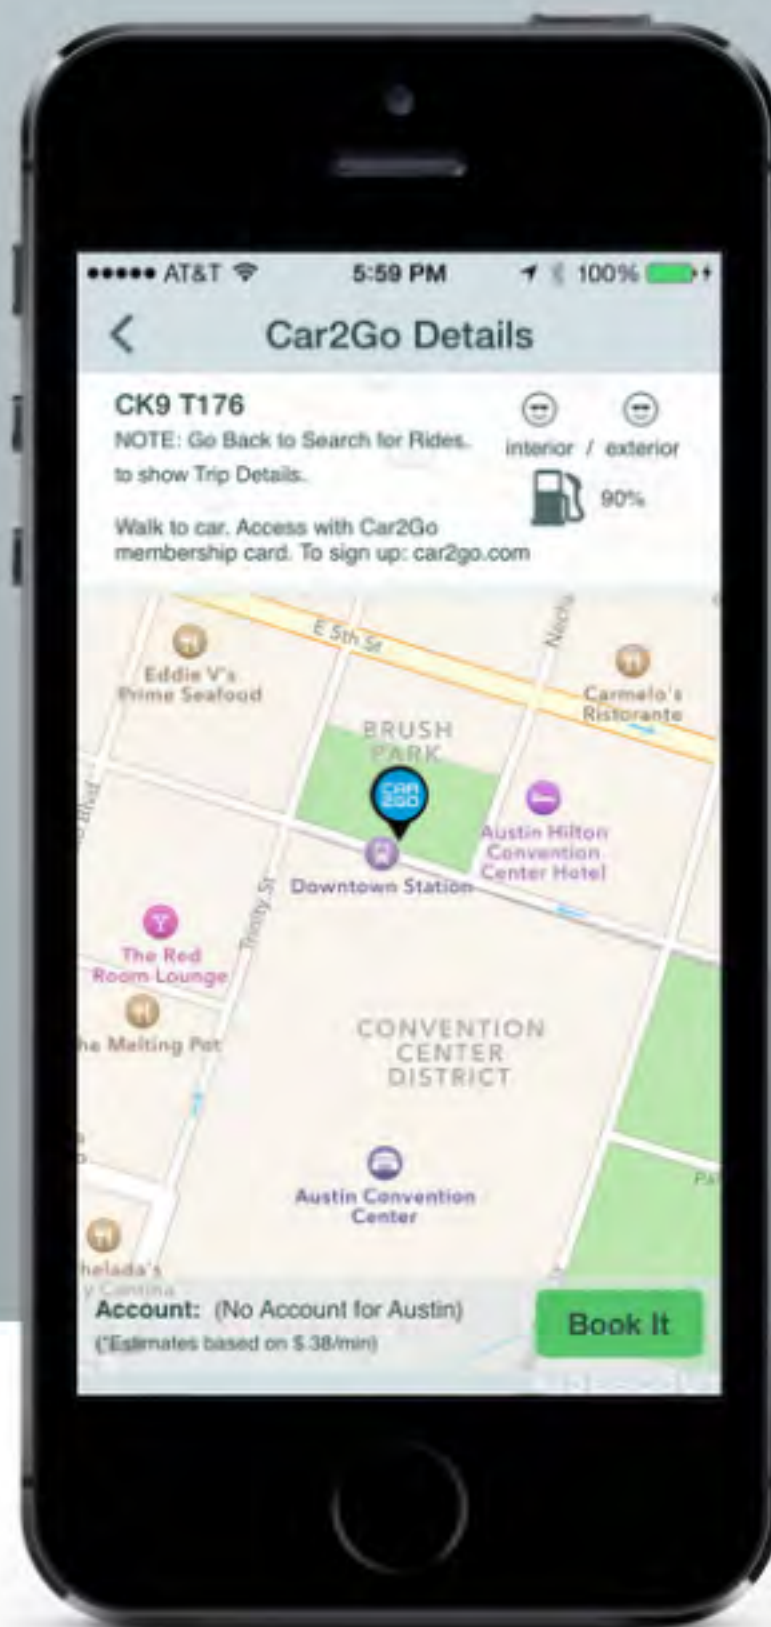 AT&T 5:59 PM 100%
Car2Go Details
CK9 T176
NOTE: Go Back to Search for Rides.
to show Trip Details.
interior / exterior
90%
Walk to car. Access with Car2Go
membership card. To sign up: car2go.com
E 5th St
Eddie V's
Prime Seafood
Carmelo's
Ristorante
BRUSH
PARK
CAR
2GO
Blvd
Austin Hilton
Convention
Center Hotel
Downtown Station
Trinity St
The Red
Room Lounge
he Melting Pot
CONVENTION
CENTER
DISTRICT
Austin Convention
Center
helada's
y Cantina
Account: (No Account for Austin)
(*Estimates based on $.38/min)
Book It